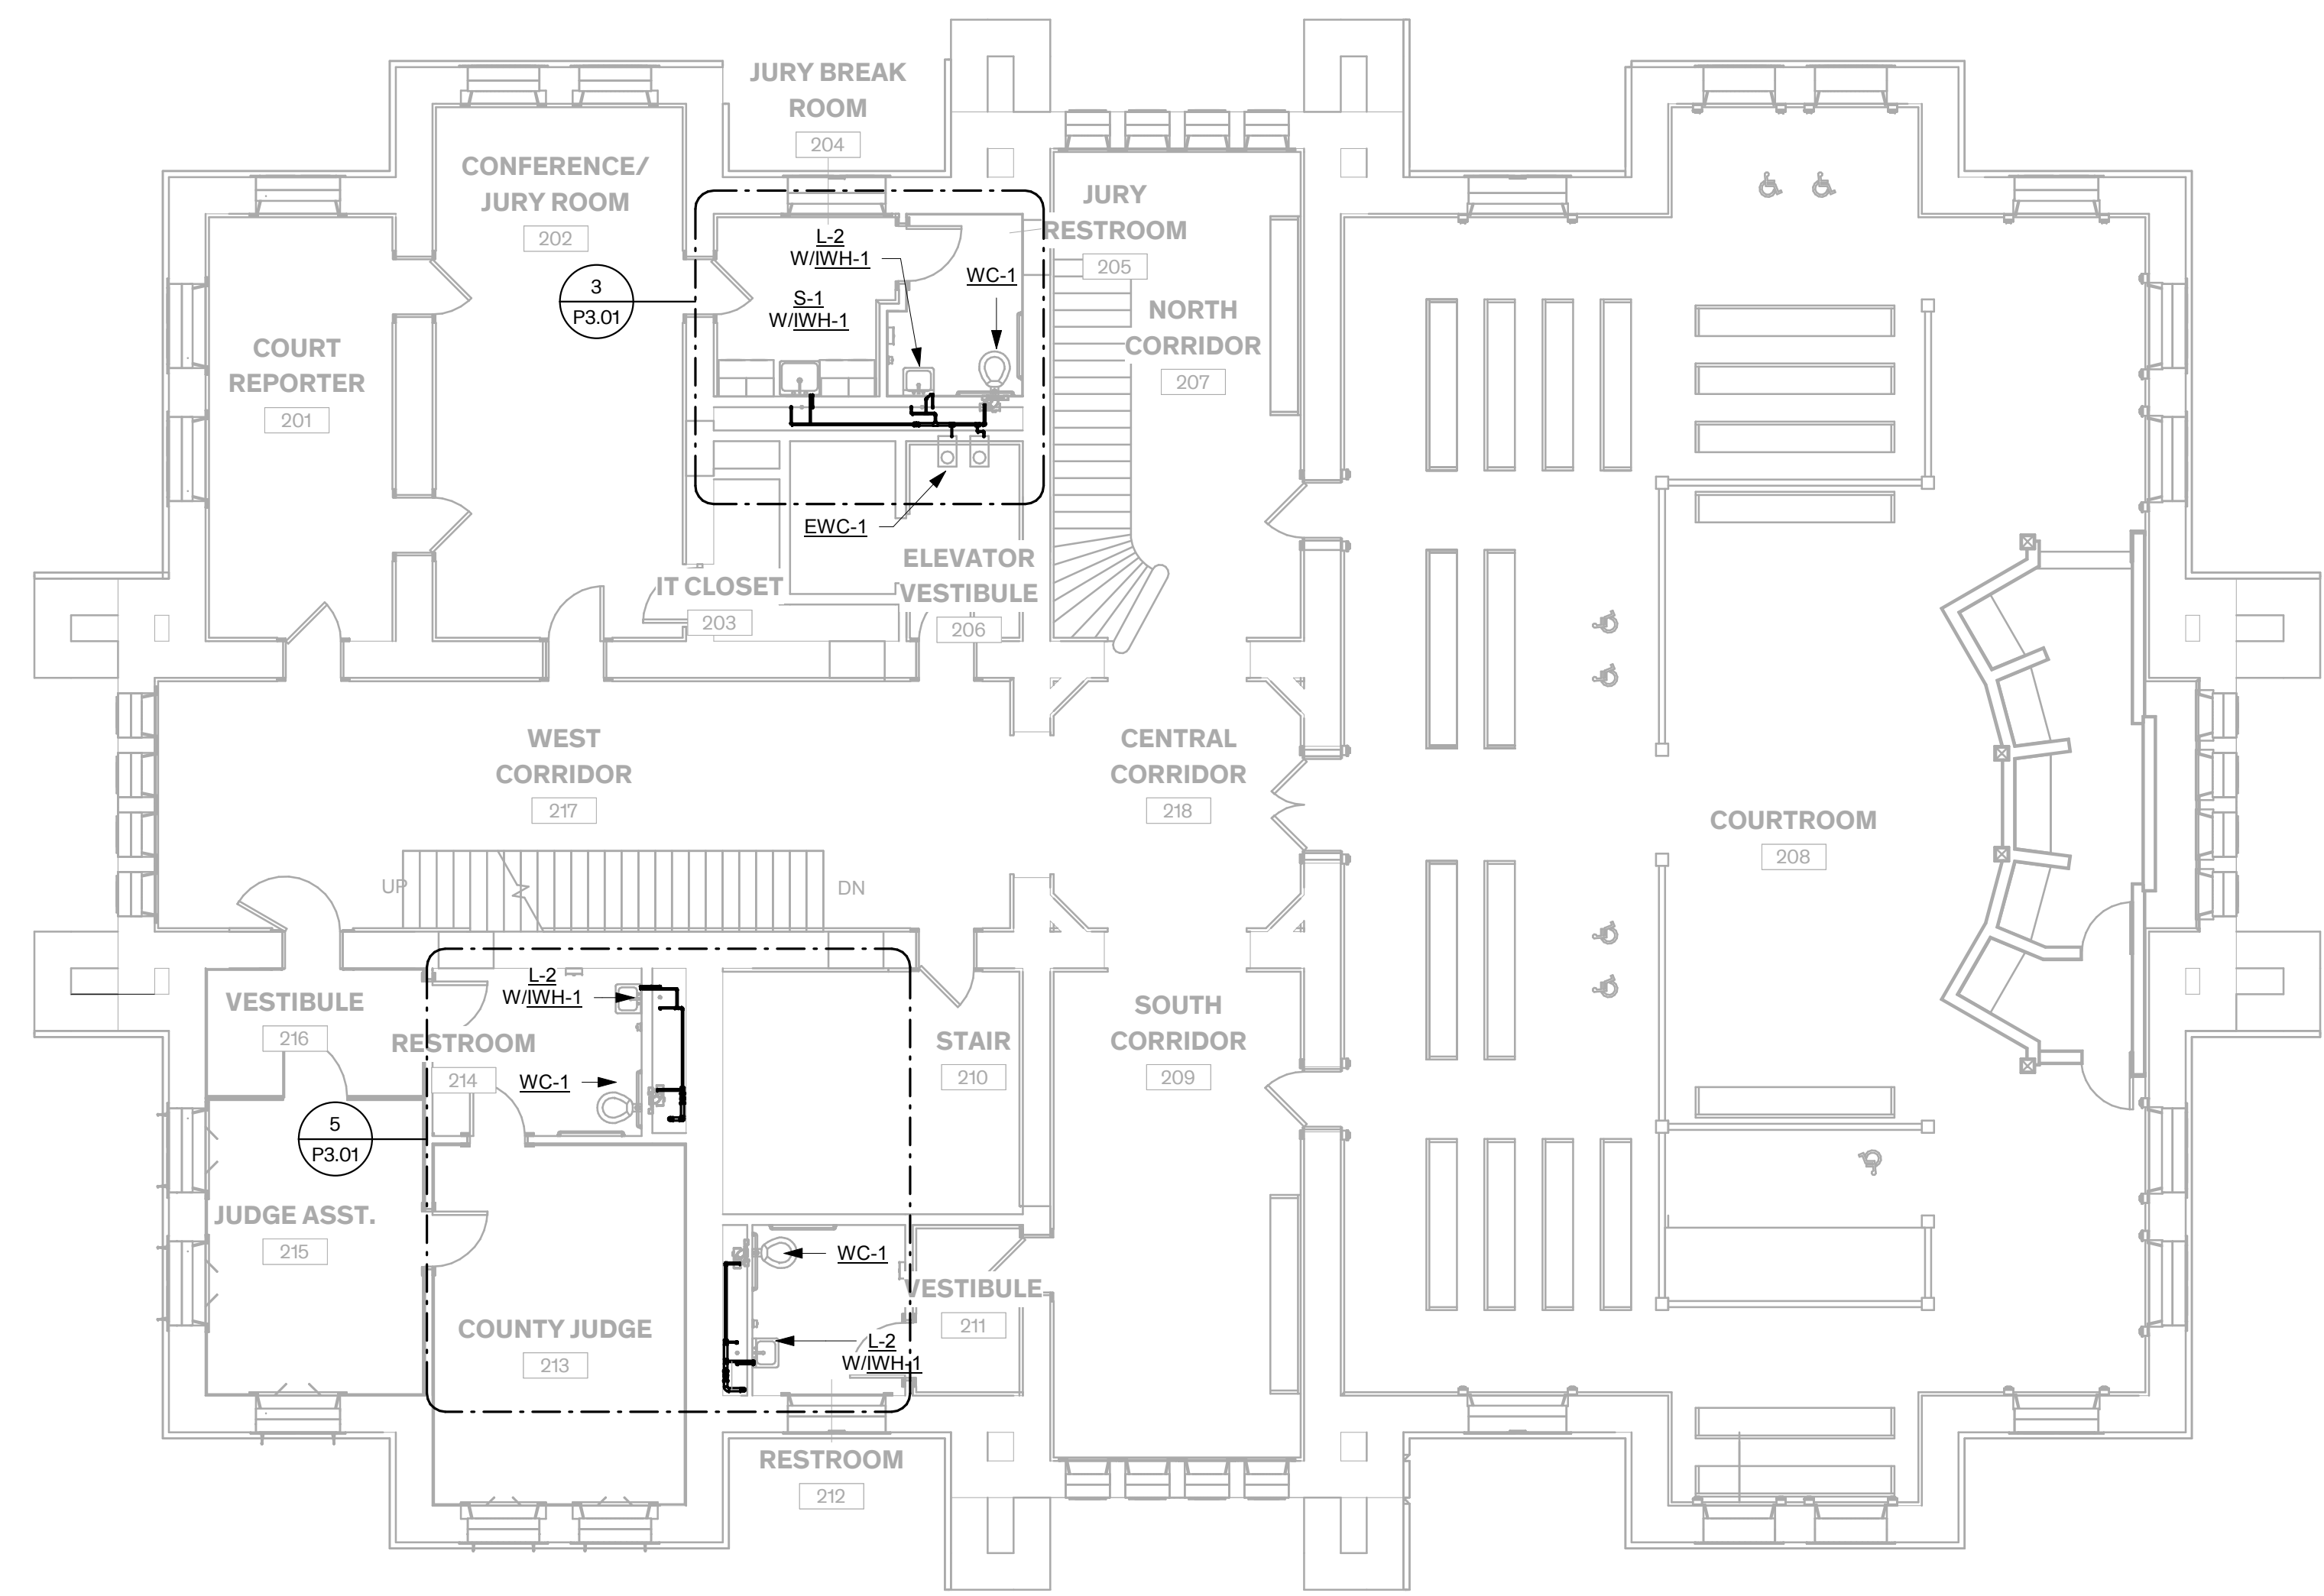 JURY BREAK
ROOM
204
CONFERENCE/
JURY ROOM
202
JURY
RESTROOM
205
L-2
W/IWH-1
WC-1
S-1
W/IWH-1
3
P3.01
NORTH
CORRIDOR
207
COURT
REPORTER
201
EWC-1
ELEVATOR
VESTIBULE
206
IT CLOSET
203
WEST
CORRIDOR
217
CENTRAL
CORRIDOR
218
COURTROOM
208
UP
DN
L-2
W/IWH-1
VESTIBULE
216
RESTROOM
214
WC-1
STAIR
210
SOUTH
CORRIDOR
209
5
P3.01
JUDGE ASST.
215
WC-1
VESTIBULE
211
COUNTY JUDGE
213
L-2
W/IWH-1
RESTROOM
212